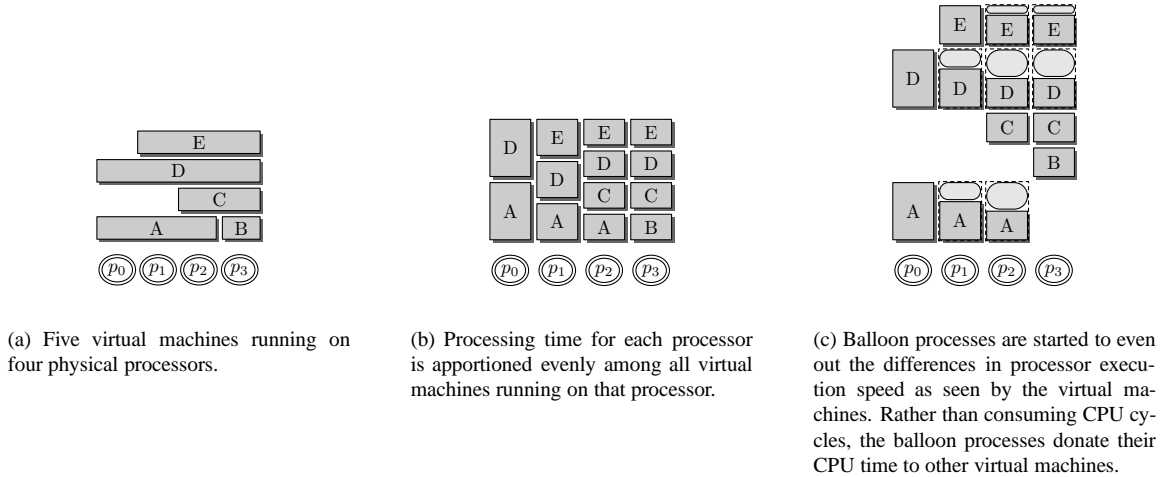 E
D
C
A B
p0 p1 p2 p3
(a) Five virtual machines running on
four physical processors.
D E E E
D D D
A C C
A A B
p0 p1 p2 p3
(b) Processing time for each processor
is apportioned evenly among all virtual
machines running on that processor.
E E E
D D D D
C C
B
A A A
p0 p1 p2 p3
(c) Balloon processes are started to even
out the differences in processor execu-
tion speed as seen by the virtual ma-
chines. Rather than consuming CPU cy-
cles, the balloon processes donate their
CPU time to other virtual machines.